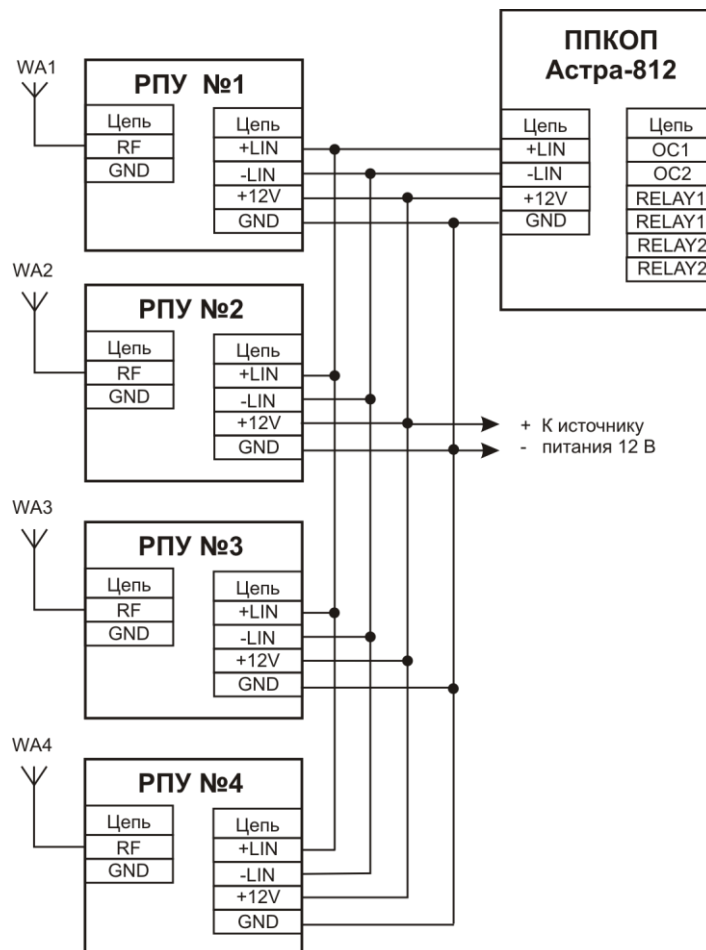 WA1
РПУ №1
Цепь
RF
GND
Цепь
+LIN
-LIN
+12V
GND
ППКОП
Астра-812
Цепь
+LIN
-LIN
+12V
GND
Цепь
ОС1
ОС2
RELAY1
RELAY1
RELAY2
RELAY2
WA2
РПУ №2
Цепь
RF
GND
Цепь
+LIN
-LIN
+12V
GND
+ К источнику
- питания 12 В
WA3
РПУ №3
Цепь
RF
GND
Цепь
+LIN
-LIN
+12V
GND
WA4
РПУ №4
Цепь
RF
GND
Цепь
+LIN
-LIN
+12V
GND